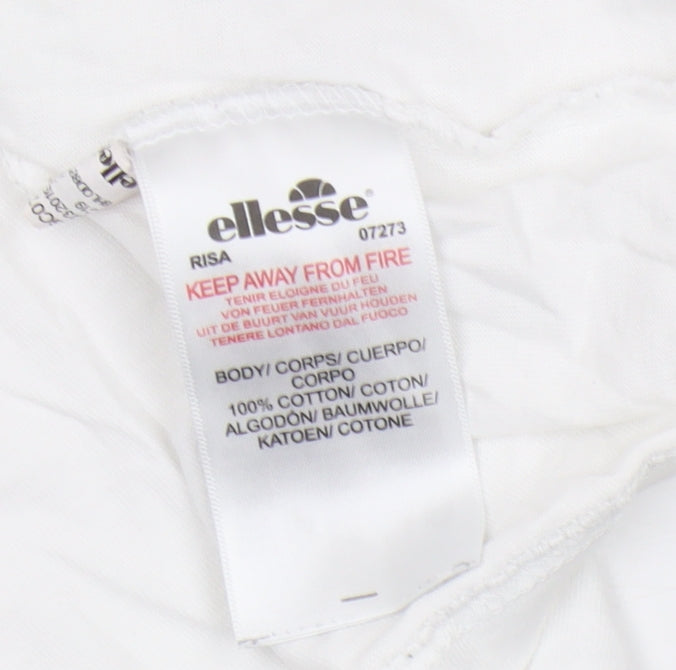 ellesse®
RISA 07273
KEEP AWAY FROM FIRE
TENIR ELOIGNE DU FEU
VON FEUER FERNHALTEN
UIT DE BUURT VAN VUUR HOUDEN
TENERE LONTANO DAL FUOCO
BODY/ CORPS/ CUERPO/
CORPO
100% COTTON/ COTON/
ALGODÓN/ BAUMWOLLE/
KATOEN/ COTONE
elle